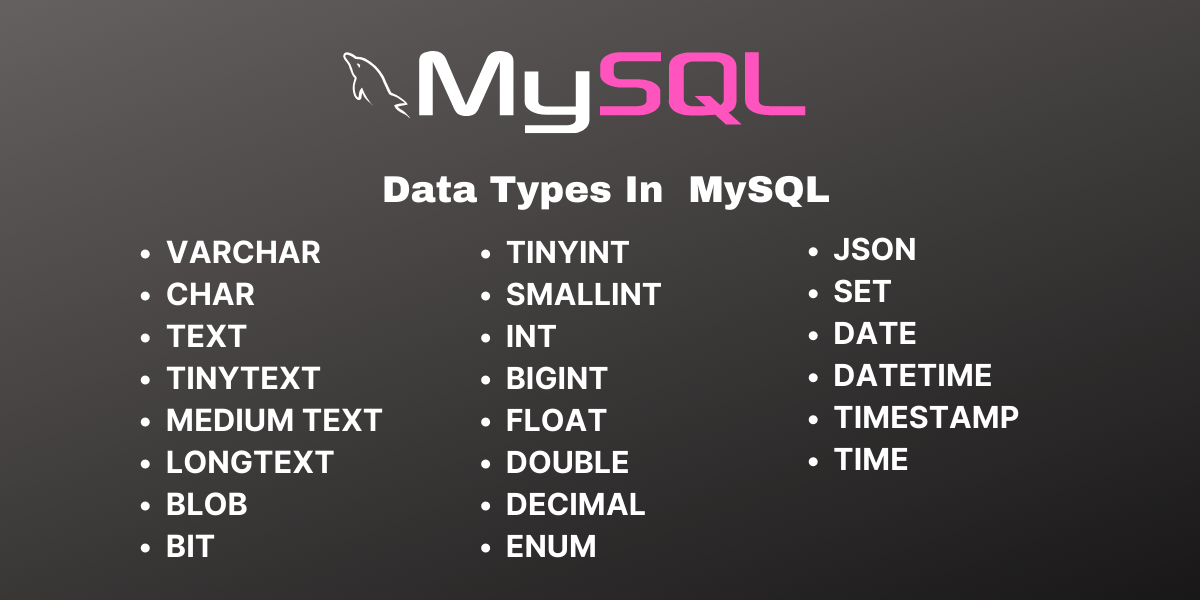 MySQL
Data Types In MySQL
• VARCHAR
• CHAR
• TEXT
• TINYTEXT
• MEDIUM TEXT
• LONGTEXT
• BLOB
• BIT
• TINYINT
• SMALLINT
• INT
• BIGINT
• FLOAT
• DOUBLE
• DECIMAL
• ENUM
• JSON
• SET
• DATE
• DATETIME
• TIMESTAMP
• TIME